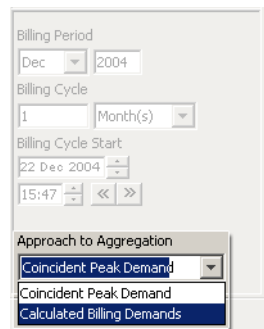 Billing Period
Dec 2004
Billing Cycle
1 Month(s)
Billing Cycle Start
22 Dec 2004
15:47 « »
Approach to Aggregation
Coincident Peak Demand
Coincident Peak Demand
Calculated Billing Demands